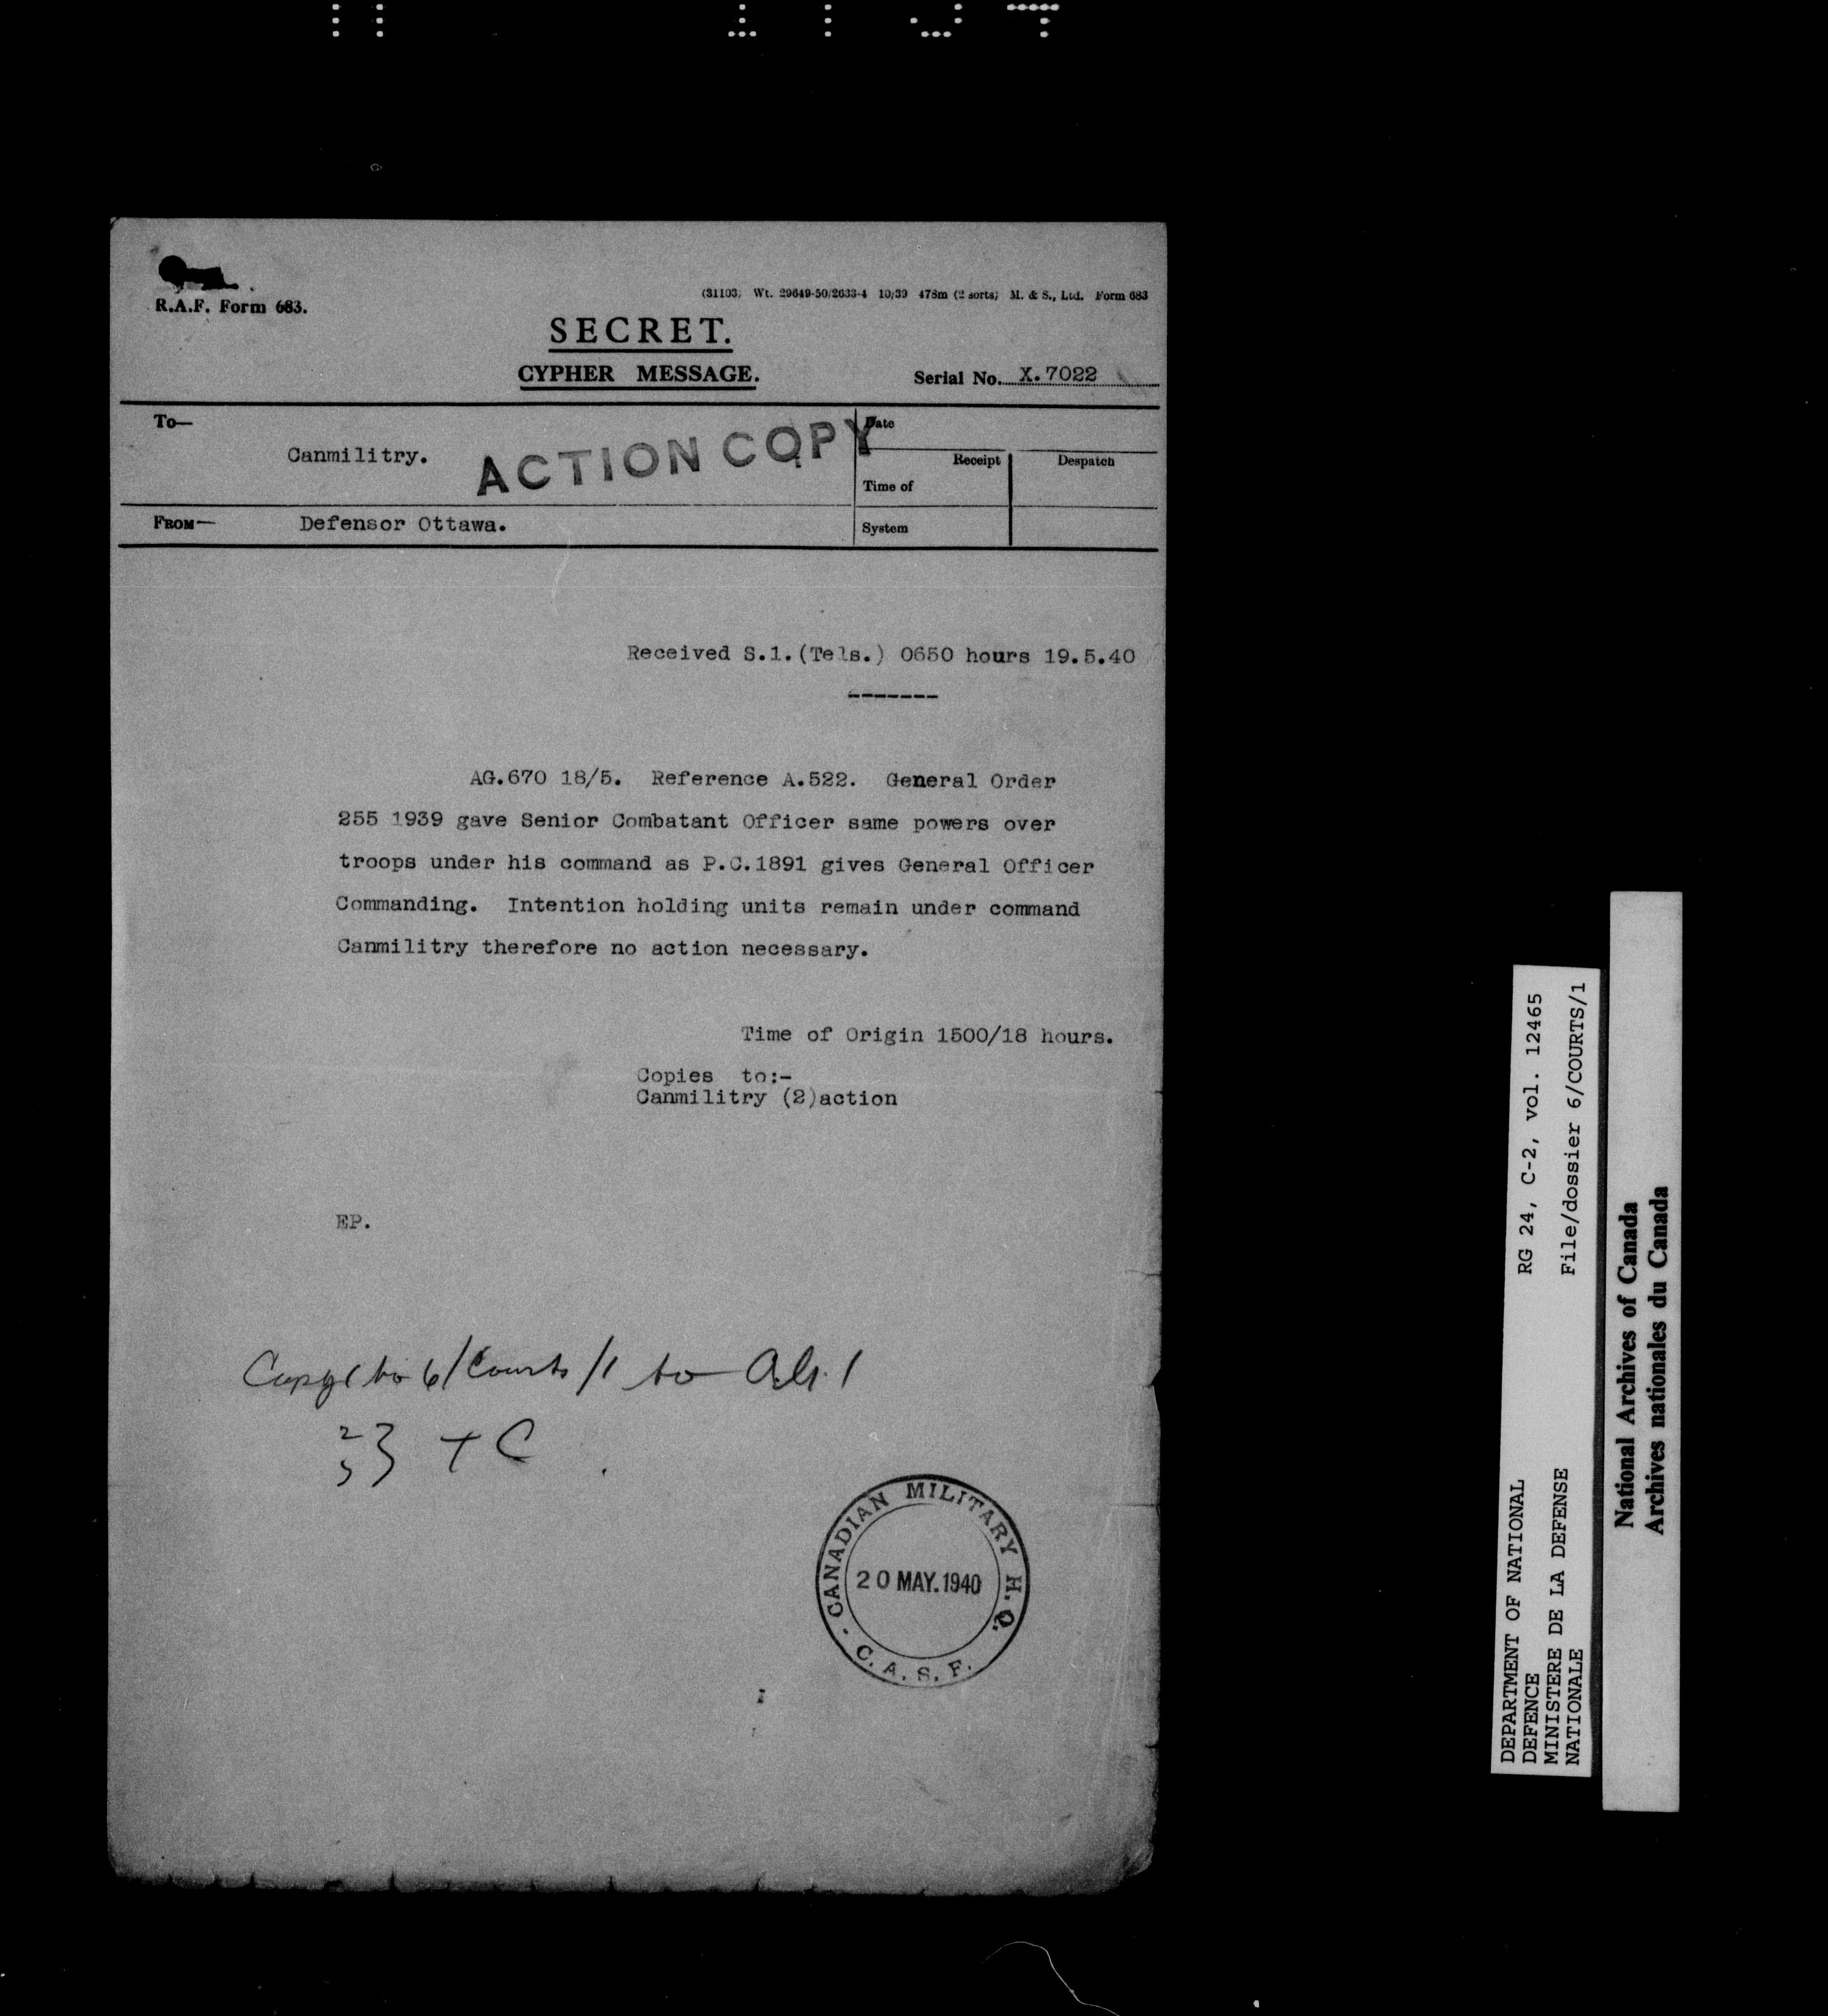 R.A.F. Form 683.
(31103) Wt. 29649-50/2633-4 10/39 478m (2 sorts) M. & S., Ltd. Form 683
SECRET.
CYPHER MESSAGE.
Serial No. X.7022
To—
Canmilitry.
ACTION COPY
Date
Receipt
Despatch
Time of
FROM— Defensor Ottawa.
System
Received S.1.(Tels.) 0650 hours 19.5.40
-------
AG.670 18/5. Reference A.522. General Order
255 1939 gave Senior Combatant Officer same powers over
troops under his command as P.C.1891 gives General Officer
Commanding. Intention holding units remain under command
Canmilitry therefore no action necessary.
Time of Origin 1500/18 hours.
Copies to:-
Canmilitry (2)action
EP.
to 6/Courts/1 to
CANADIAN MILITARY H.Q.
20 MAY.1940
C. A. S. F.
DEPARTMENT OF NATIONAL
DEFENCE
MINISTERE DE LA DEFENSE
NATIONALE
RG 24, C-2, vol. 12465
File/dossier 6/COURTS/1
National Archives of Canada
Archives nationales du Canada